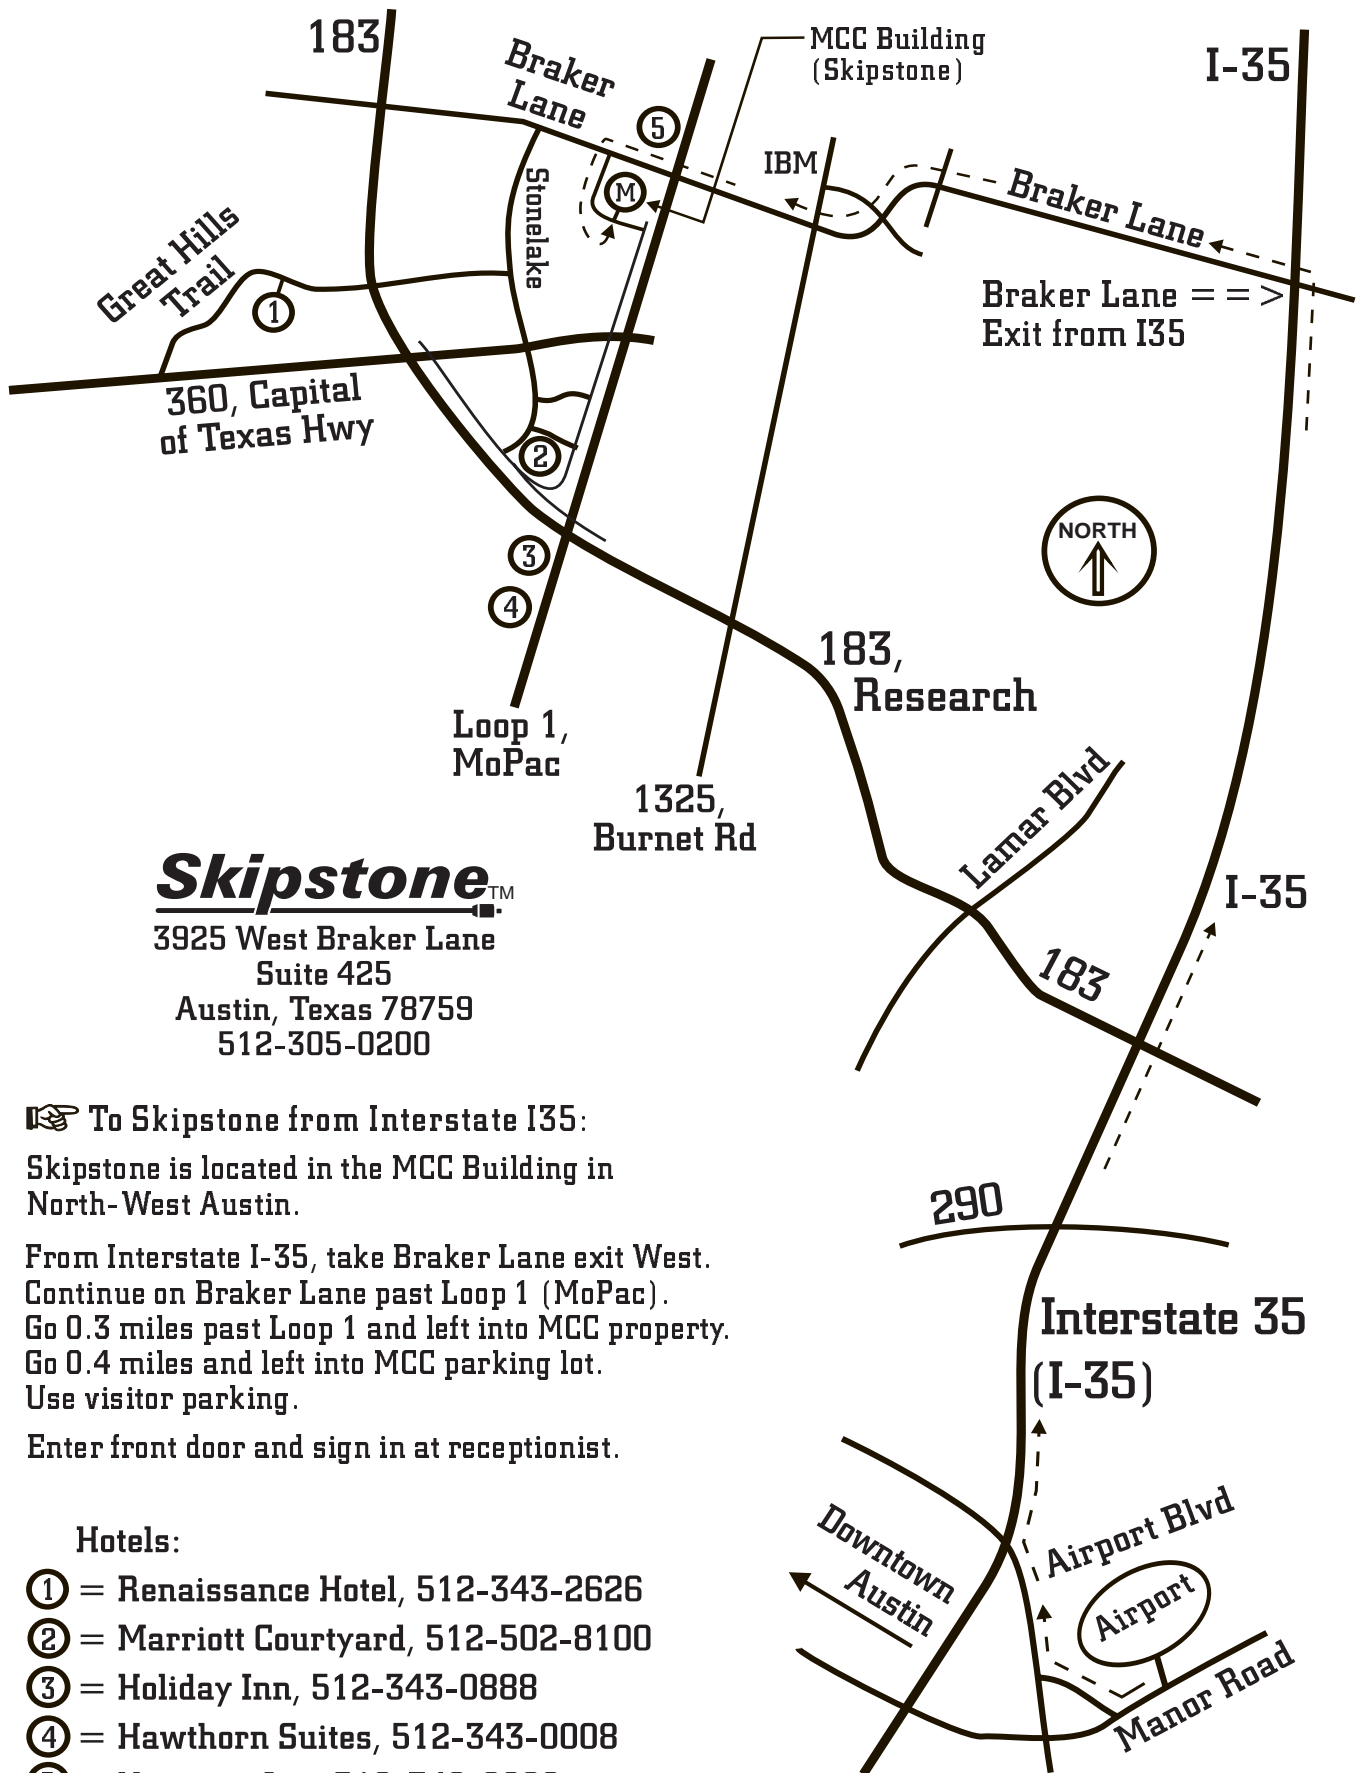 183
Braker
Lane
MCC Building
(Skipstone)
I-35
5
IBM
M
Stonelake
Braker Lane
Great Hills
Trail
1
Braker Lane ==>
Exit from I35
360, Capital
of Texas Hwy
2
NORTH
3
4
183,
Research
Loop 1,
MoPac
1325,
Burnet Rd
Lamar Blvd
I-35
183
Skipstone TM
3925 West Braker Lane
Suite 425
Austin, Texas 78759
512-305-0200
To Skipstone from Interstate I35:
Skipstone is located in the MCC Building in
North-West Austin.
From Interstate I-35, take Braker Lane exit West.
Continue on Braker Lane past Loop 1 (MoPac).
Go 0.3 miles past Loop 1 and left into MCC property.
Go 0.4 miles and left into MCC parking lot.
Use visitor parking.
Enter front door and sign in at receptionist.
290
Interstate 35
(I-35)
Downtown
Austin
Airport Blvd
Airport
Manor Road
Hotels:
1 = Renaissance Hotel, 512-343-2626
2 = Marriott Courtyard, 512-502-8100
3 = Holiday Inn, 512-343-0888
4 = Hawthorn Suites, 512-343-0008